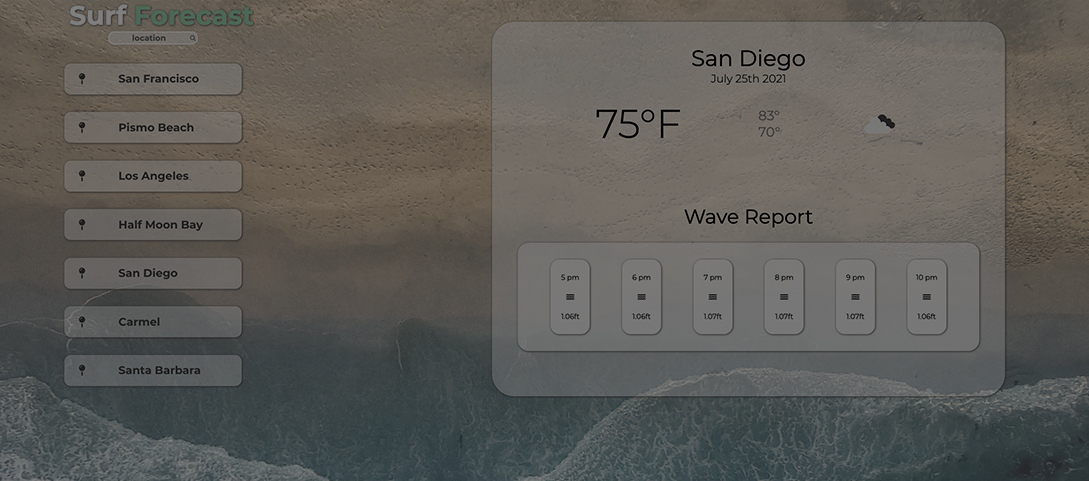 Surf Forecast
location
San Francisco
Pismo Beach
Los Angeles
Half Moon Bay
San Diego
Carmel
Santa Barbara
San Diego
July 25th 2021
75°F
83°
70°
Wave Report
5 pm
1.06ft
6 pm
1.06ft
7 pm
1.07ft
8 pm
1.07ft
9 pm
1.07ft
10 pm
1.06ft